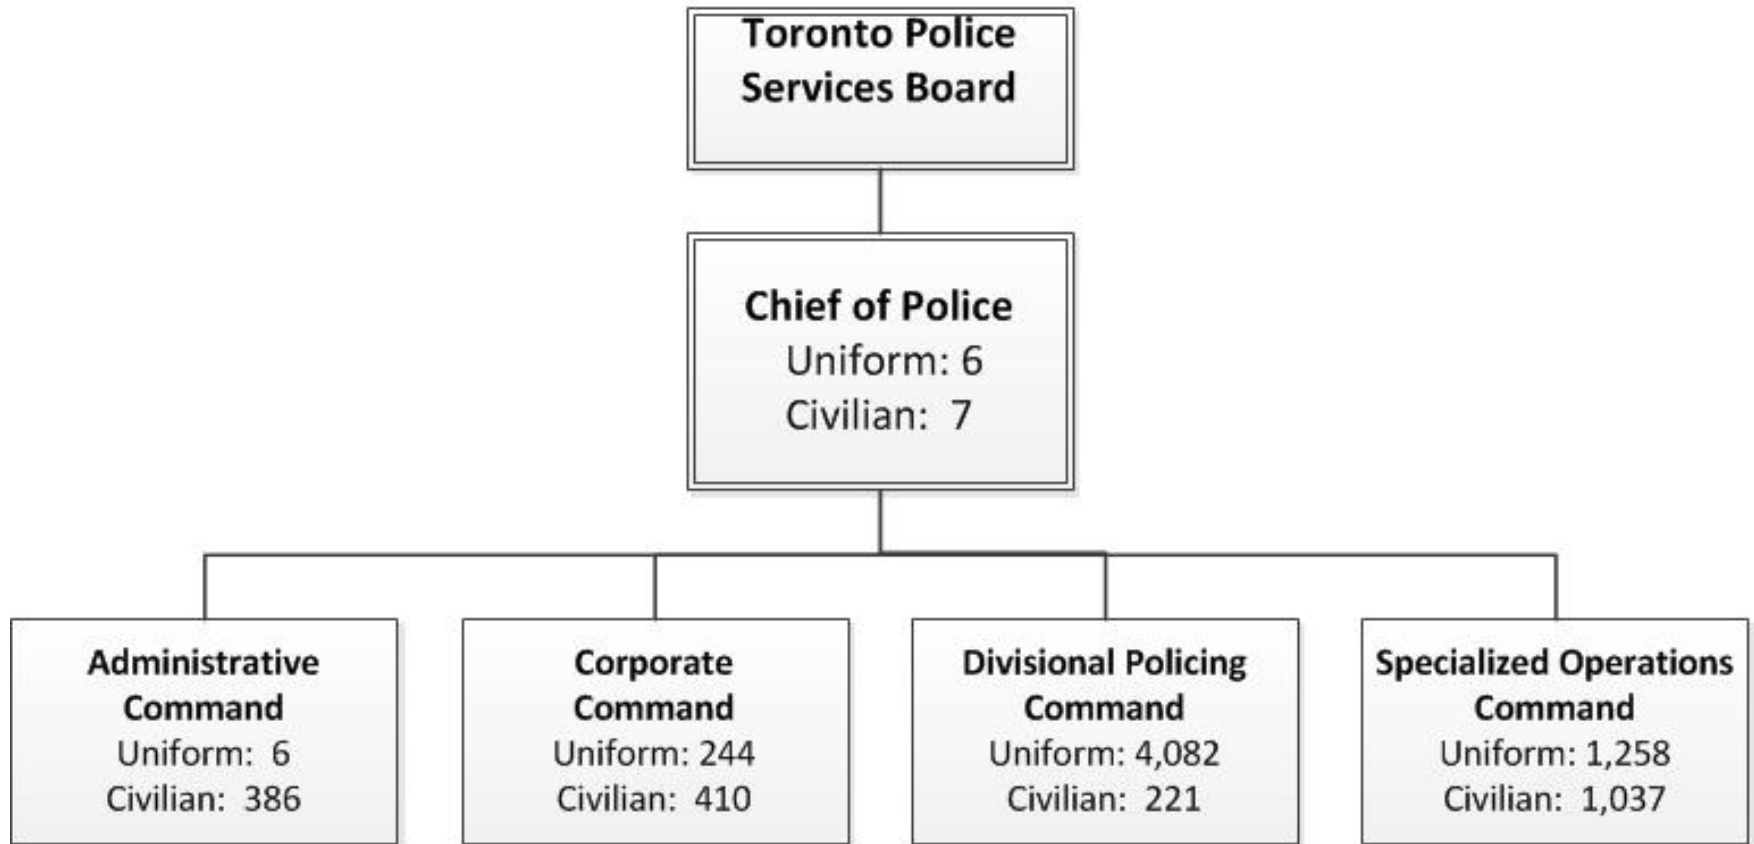 Toronto Police
Services Board
Chief of Police
Uniform: 6
Civilian:  7
Administrative
Command
Uniform:  6
Civilian:  386
Corporate
Command
Uniform: 244
Civilian:  410
Divisional Policing
Command
Uniform: 4,082
Civilian:  221
Specialized Operations
Command
Uniform: 1,258
Civilian:  1,037